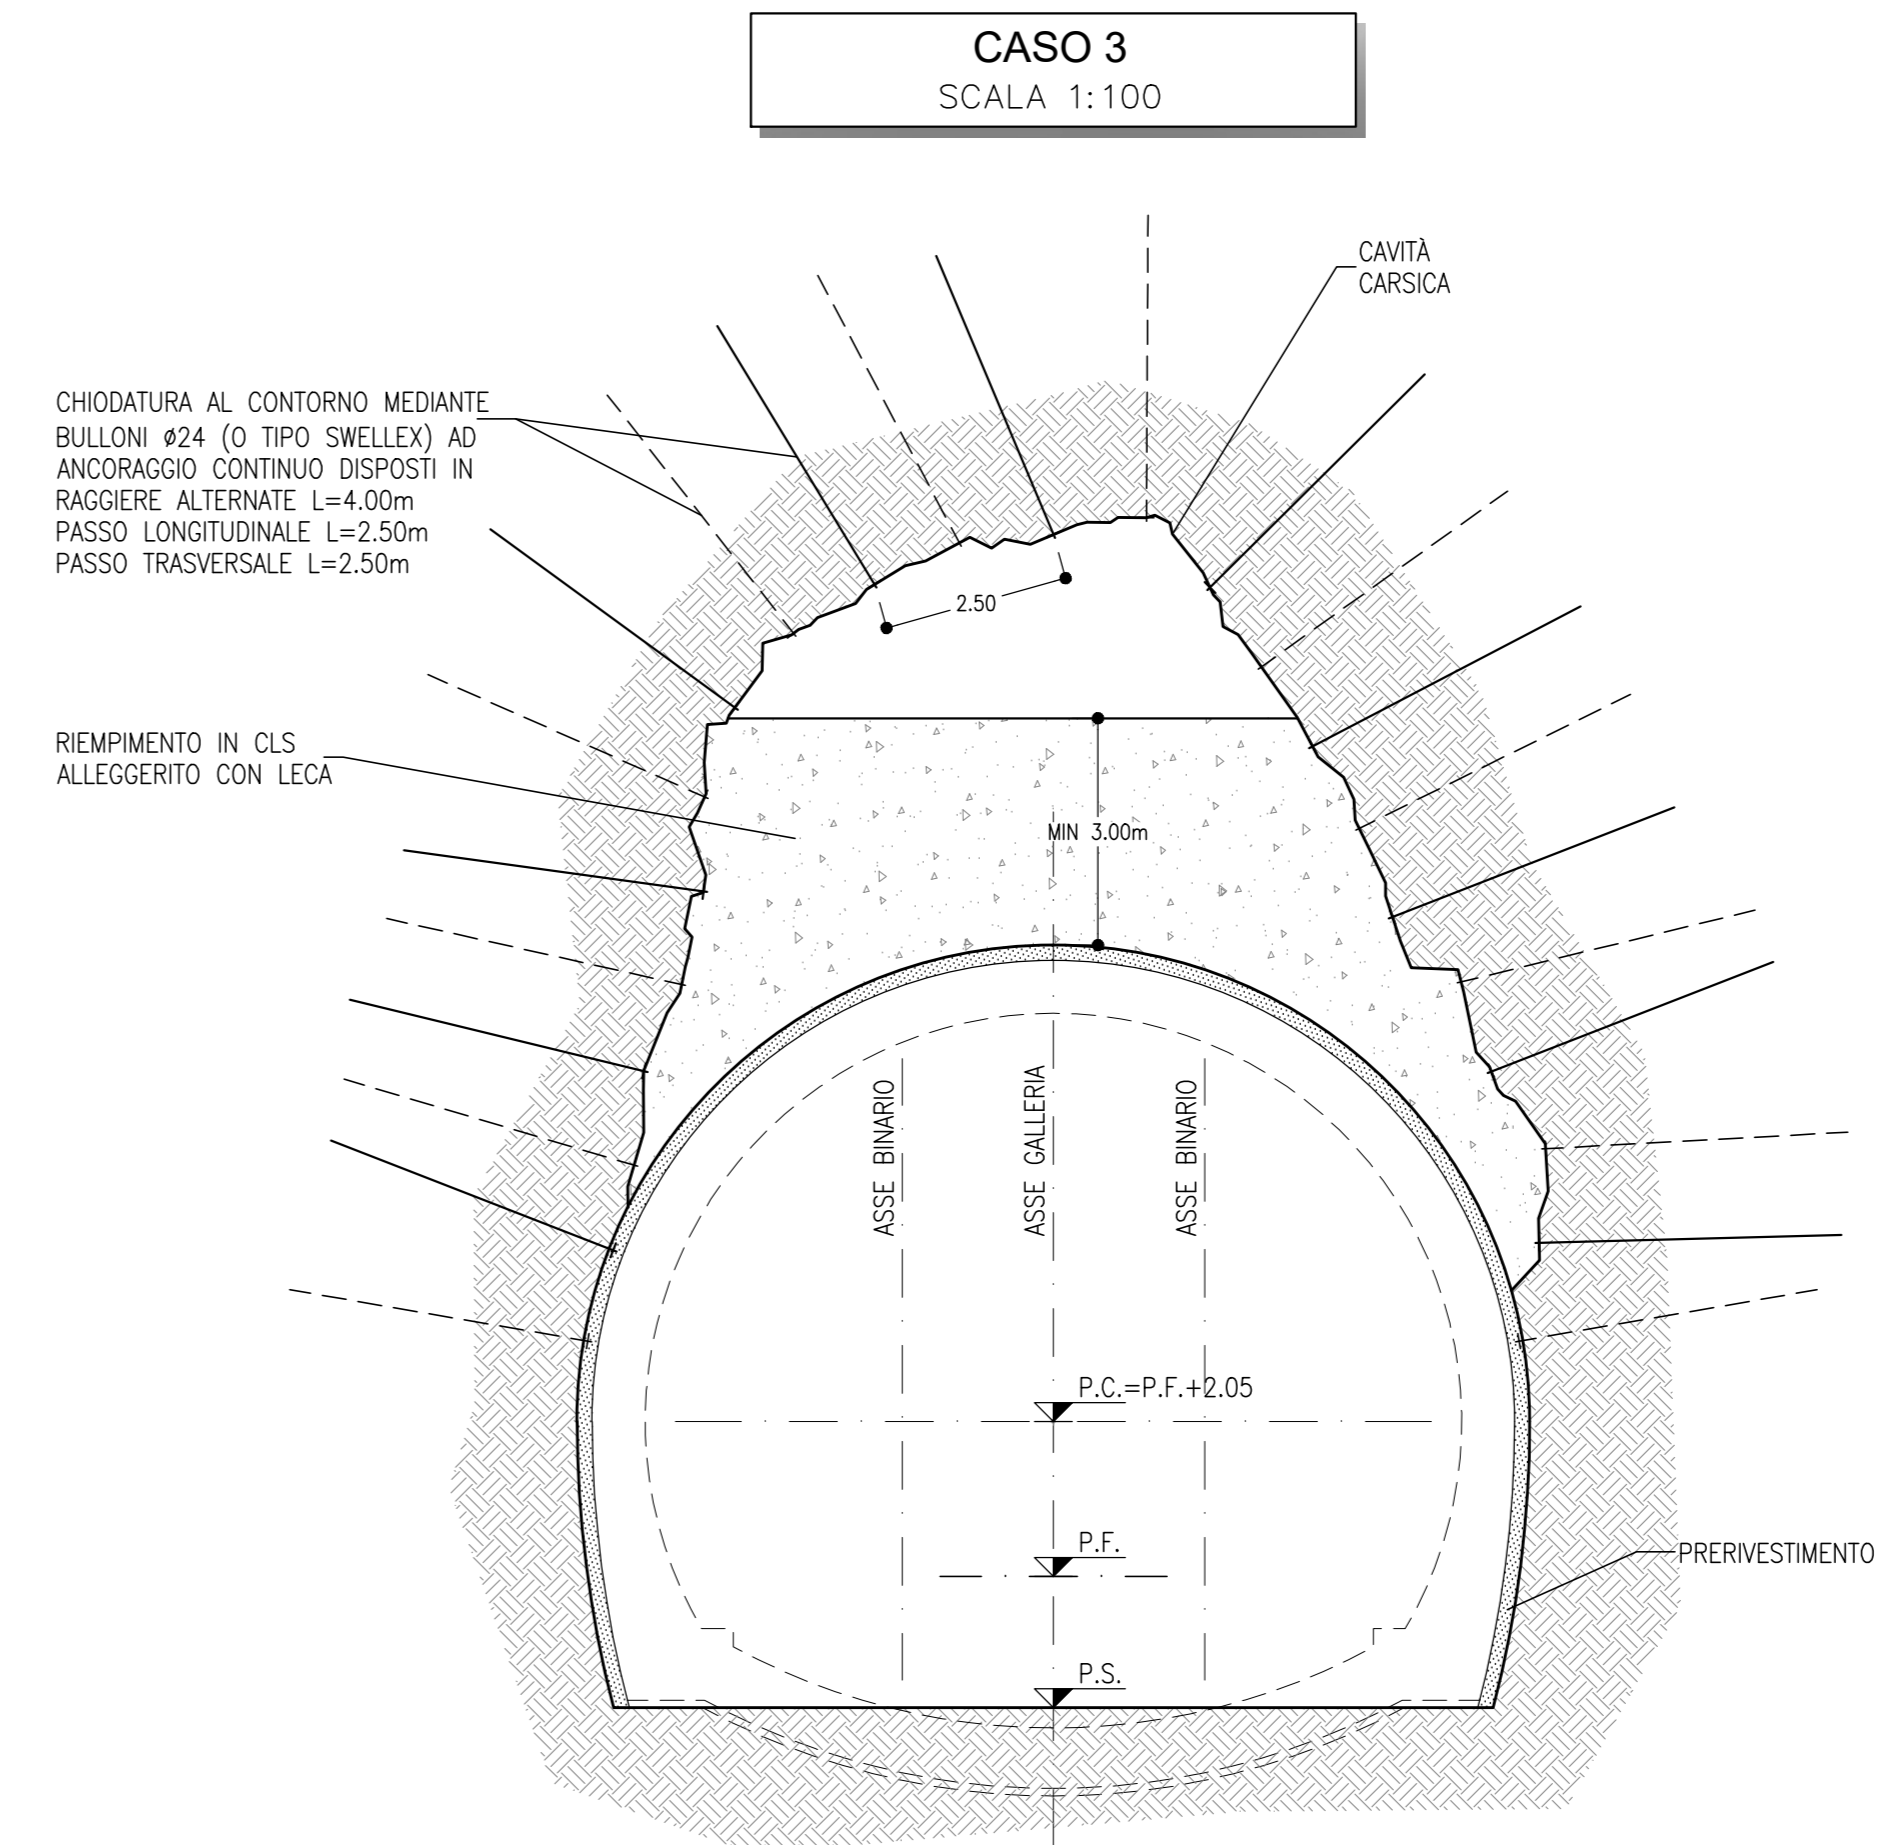 CASO 3
SCALA 1:100
CAVITÀ
CARSICA
CHIODATURA AL CONTORNO MEDIANTE
BULLONI ø24 (O TIPO SWELLEX) AD
ANCORAGGIO CONTINUO DISPOSTI IN
RAGGIERE ALTERNATE L=4.00m
PASSO LONGITUDINALE L=2.50m
PASSO TRASVERSALE L=2.50m
2.50
RIEMPIMENTO IN CLS
ALLEGGERITO CON LECA
MIN 3.00m
ASSE BINARIO
ASSE GALLERIA
ASSE BINARIO
P.C.=P.F.+2.05
P.F.
PRERIVESTIMENTO
P.S.